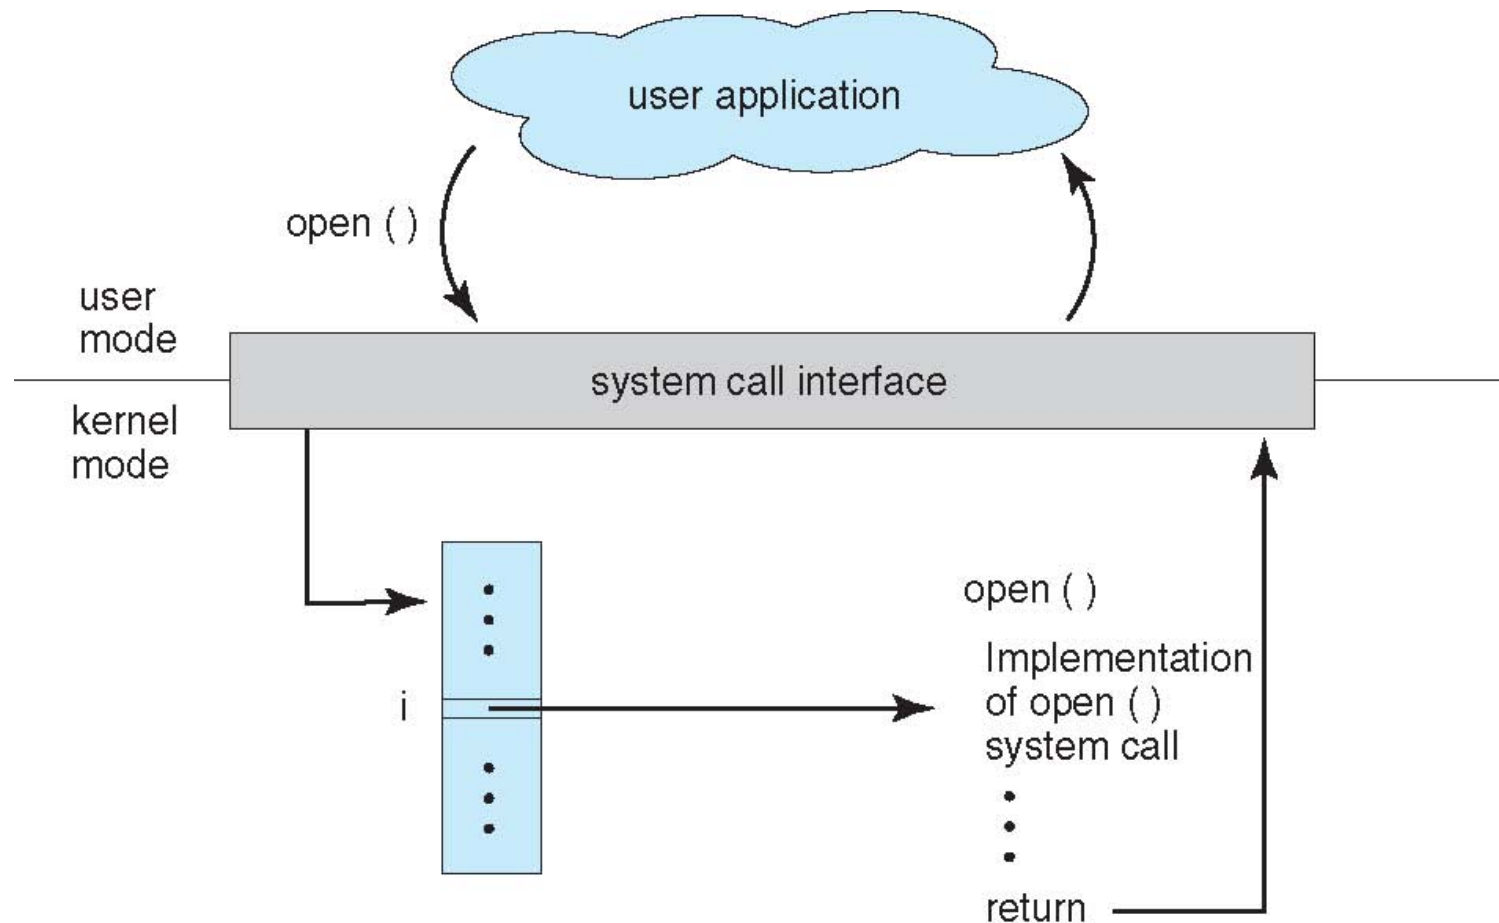 user application
open ( )
user
mode
system call interface
kernel
mode
open ( )
i
Implementation
of open ( )
system call
return